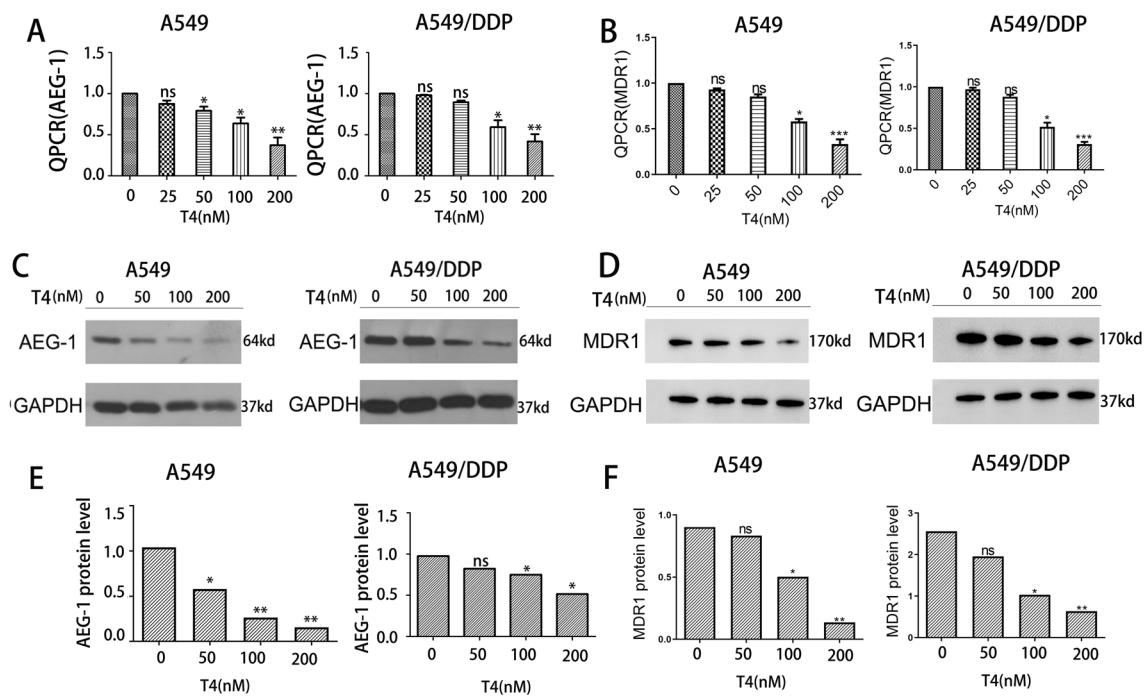 A
A549
A549/DDP
QPCR(AEG-1)
1.5
1.0
0.5
0.0
ns
*
*
**
0
25
50
100
200
T4(nM)
QPCR(AEG-1)
1.5
1.0
0.5
0.0
ns
ns
*
**
0
25
50
100
200
T4(nM)
B
A549
A549/DDP
QPCR(MDR1)
1.5
1.0
0.5
0.0
ns
ns
*
***
0
25
50
100
200
T4(nM)
QPCR(MDR1)
1.5
1.0
0.5
0.0
ns
ns
*
***
0
25
50
100
200
T4(nM)
C
A549
T4(nM) 0 50 100 200
AEG-1 64kd
GAPDH 37kd
A549/DDP
T4(nM) 0 50 100 200
AEG-1 64kd
GAPDH 37kd
D
A549
T4(nM) 0 50 100 200
MDR1 170kd
GAPDH 37kd
A549/DDP
T4(nM) 0 50 100 200
MDR1 170kd
GAPDH 37kd
E
A549
AEG-1 protein level
1.5
1.0
0.5
0.0
*
**
**
0 50 100 200
T4(nM)
A549/DDP
AEG-1 protein level
1.5
1.0
0.5
0.0
ns
*
*
0 50 100 200
T4(nM)
F
A549
MDR1 protein level
1.0
0.5
0.0
ns
*
**
0 50 100 200
T4(nM)
A549/DDP
MDR1 protein level
3
2
1
0
ns
*
**
0 50 100 200
T4(nM)